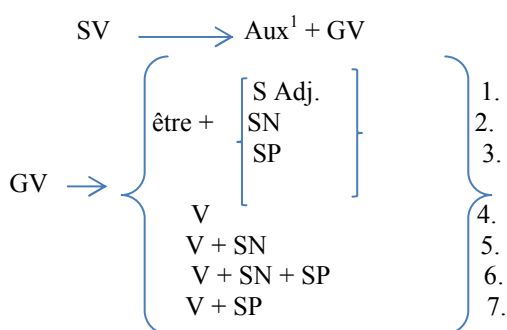 SV → Aux¹ + GV
S Adj. 1.
être + SN 2.
SP 3.
GV →
V 4.
V + SN 5.
V + SN + SP 6.
V + SP 7.